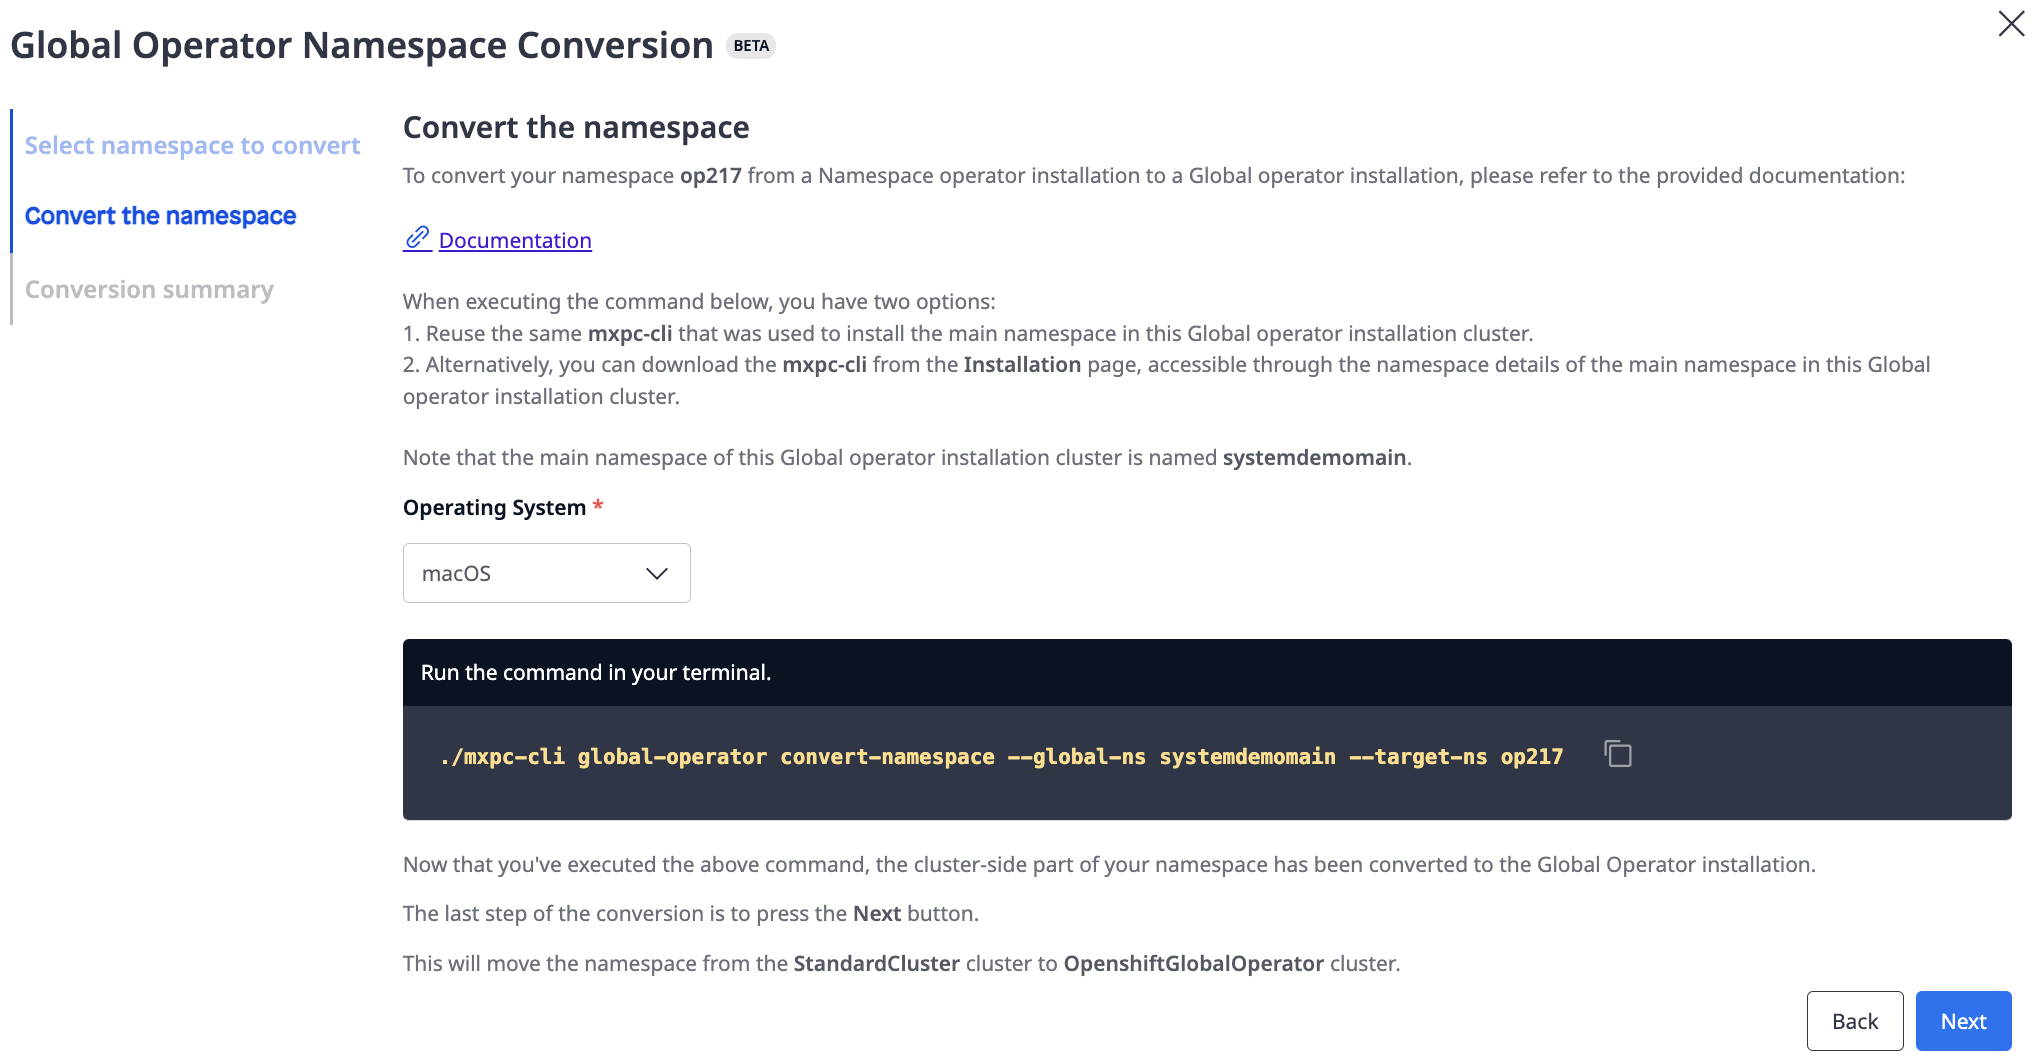 Global Operator Namespace Conversion BETA
Select namespace to convert
Convert the namespace
Conversion summary
Convert the namespace
To convert your namespace op217 from a Namespace operator installation to a Global operator installation, please refer to the provided documentation:
Documentation
When executing the command below, you have two options:
1. Reuse the same mxpc-cli that was used to install the main namespace in this Global operator installation cluster.
2. Alternatively, you can download the mxpc-cli from the Installation page, accessible through the namespace details of the main namespace in this Global
operator installation cluster.
Note that the main namespace of this Global operator installation cluster is named systemdemomain.
Operating System *
macOS
Run the command in your terminal.
./mxpc-cli global-operator convert-namespace --global-ns systemdemomain --target-ns op217
Now that you've executed the above command, the cluster-side part of your namespace has been converted to the Global Operator installation.
The last step of the conversion is to press the Next button.
This will move the namespace from the StandardCluster cluster to OpenshiftGlobalOperator cluster.
Back
Next